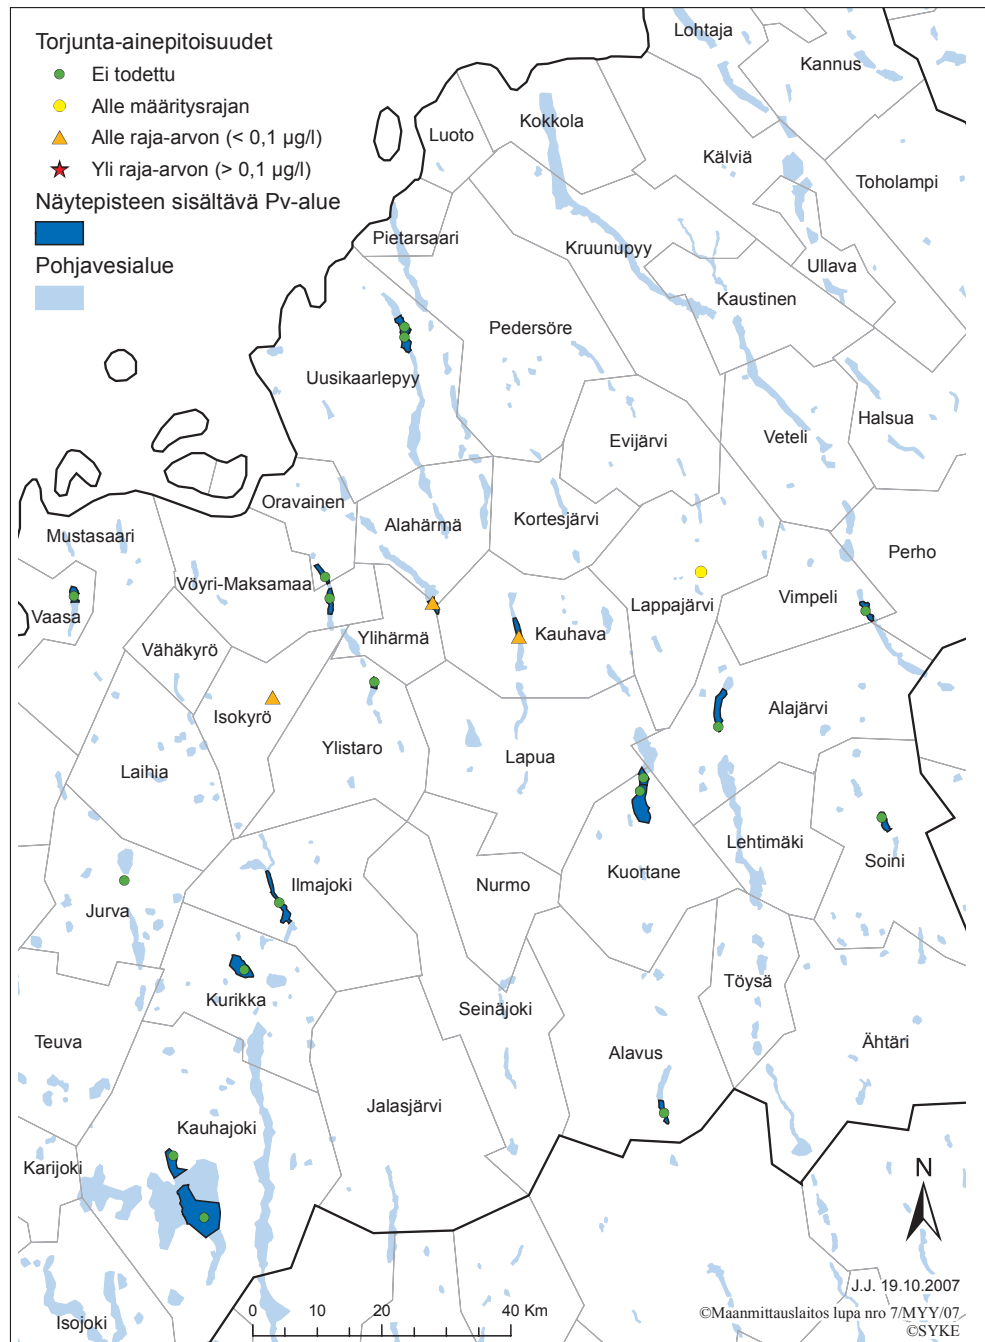 Torjunta-ainepitoisuudet
Ei todettu
Alle määritysrajan
Alle raja-arvon (< 0,1 µg/l)
Yli raja-arvon (> 0,1 µg/l)
Näytepisteen sisältävä Pv-alue
Pohjavesialue
Lohtaja
Kannus
Luoto
Kokkola
Kälviä
Toholampi
Pietarsaari
Kruunupyy
Ullava
Kaustinen
Pedersöre
Uusikaarlepyy
Halsua
Evijärvi
Veteli
Oravainen
Alahärmä
Kortesjärvi
Mustasaari
Perho
Vöyri-Maksamaa
Lappajärvi
Vimpeli
Vaasa
Ylihärmä
Kauhava
Vähäkyrö
Isokyrö
Alajärvi
Ylistaro
Lapua
Laihia
Lehtimäki
Soini
Kuortane
Ilmajoki
Nurmo
Jurva
Töysä
Kurikka
Seinäjoki
Teuva
Alavus
Ähtäri
Jalasjärvi
Kauhajoki
Karijoki
N
J.J. 19.10.2007
0 10 20 40 Km
©Maanmittauslaitos lupa nro 7/MYY/07
Isojoki
©SYKE